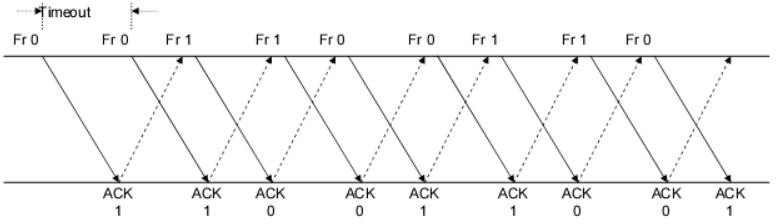 Timeout
Fr 0 Fr 0 Fr 1 Fr 1 Fr 0 Fr 0 Fr 1 Fr 1 Fr 0
ACK ACK ACK ACK ACK ACK ACK ACK ACK
1 1 0 0 1 1 0 0 1